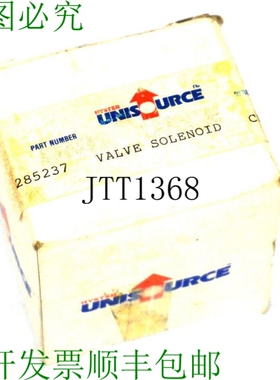 图必究
HYSTER
UNISOURCE
PART NUMBER
285237 VALVE SOLENOID C
JTT1368
HYSTER
UNISOURCE
开发票顺丰包邮